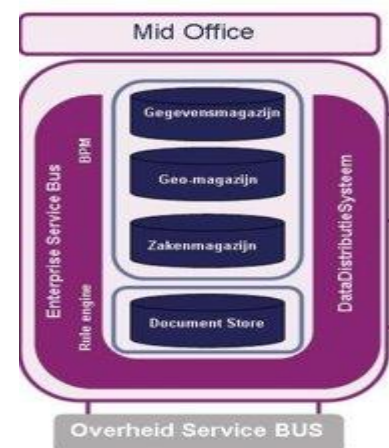 Mid Office
Enterprise Service Bus
BPM
Rule engine
Gegevensmagazijn
Geo-magazijn
Zakenmagazijn
Document Store
DataDistributieSysteem
Overheid Service BUS